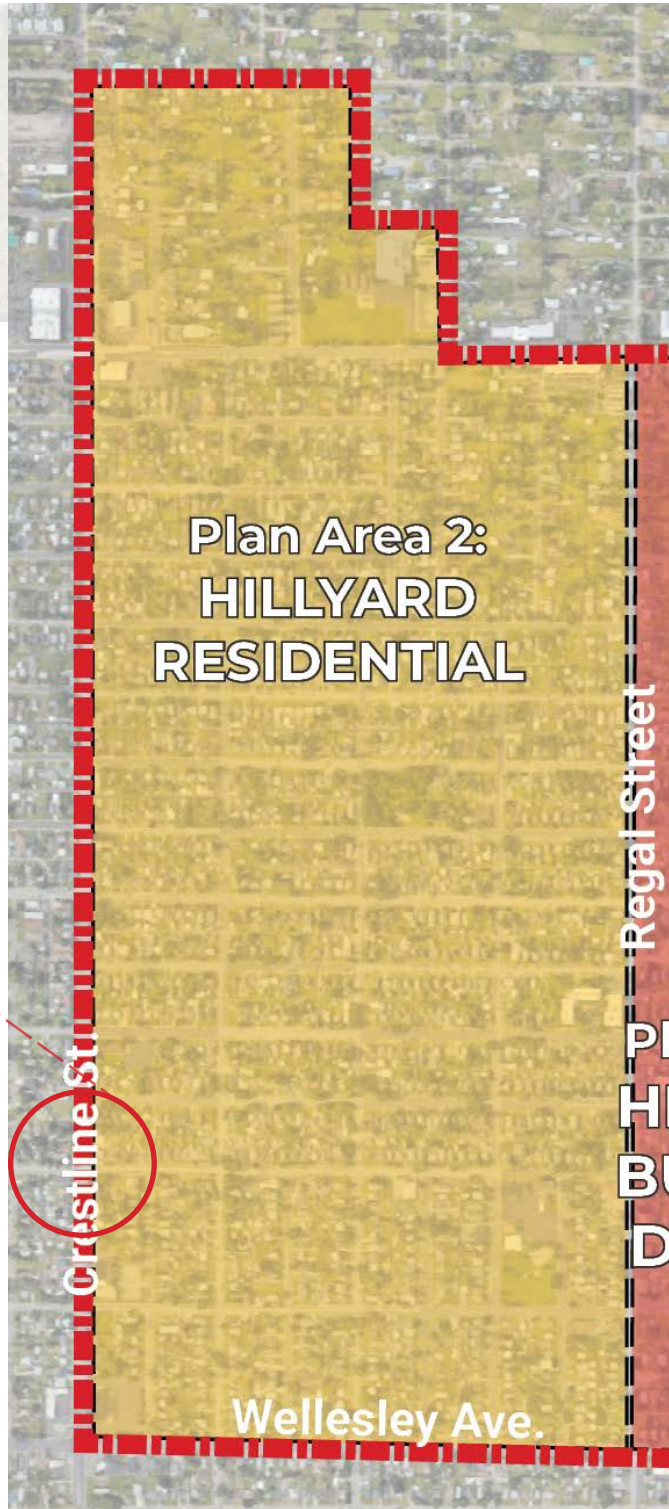 Plan Area 2:
HILLYARD
RESIDENTIAL
Regal Street
Crestline St.
Wellesley Ave.